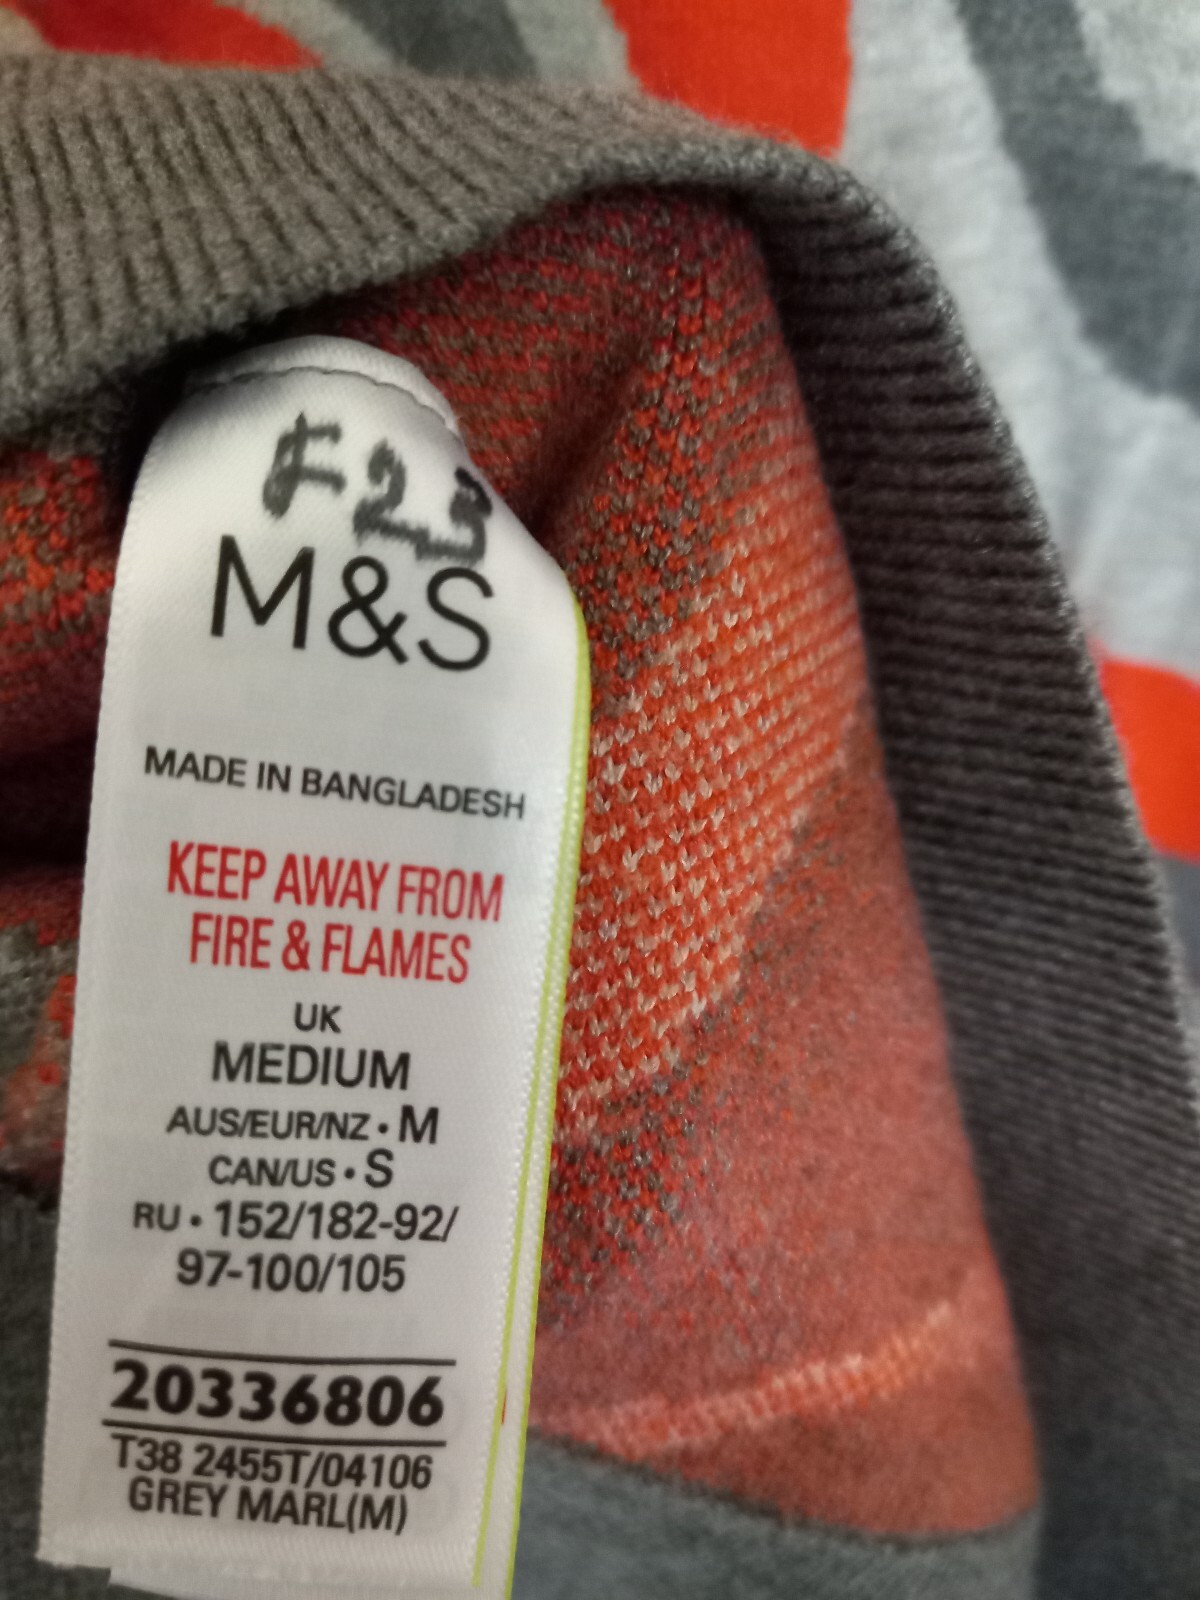 F23
M&S
MADE IN BANGLADESH
KEEP AWAY FROM
FIRE & FLAMES
UK
MEDIUM
AUS/EUR/NZ • M
CAN/US • S
RU • 152/182-92/
97-100/105
20336806
T38 2455T/04106
GREY MARL(M)